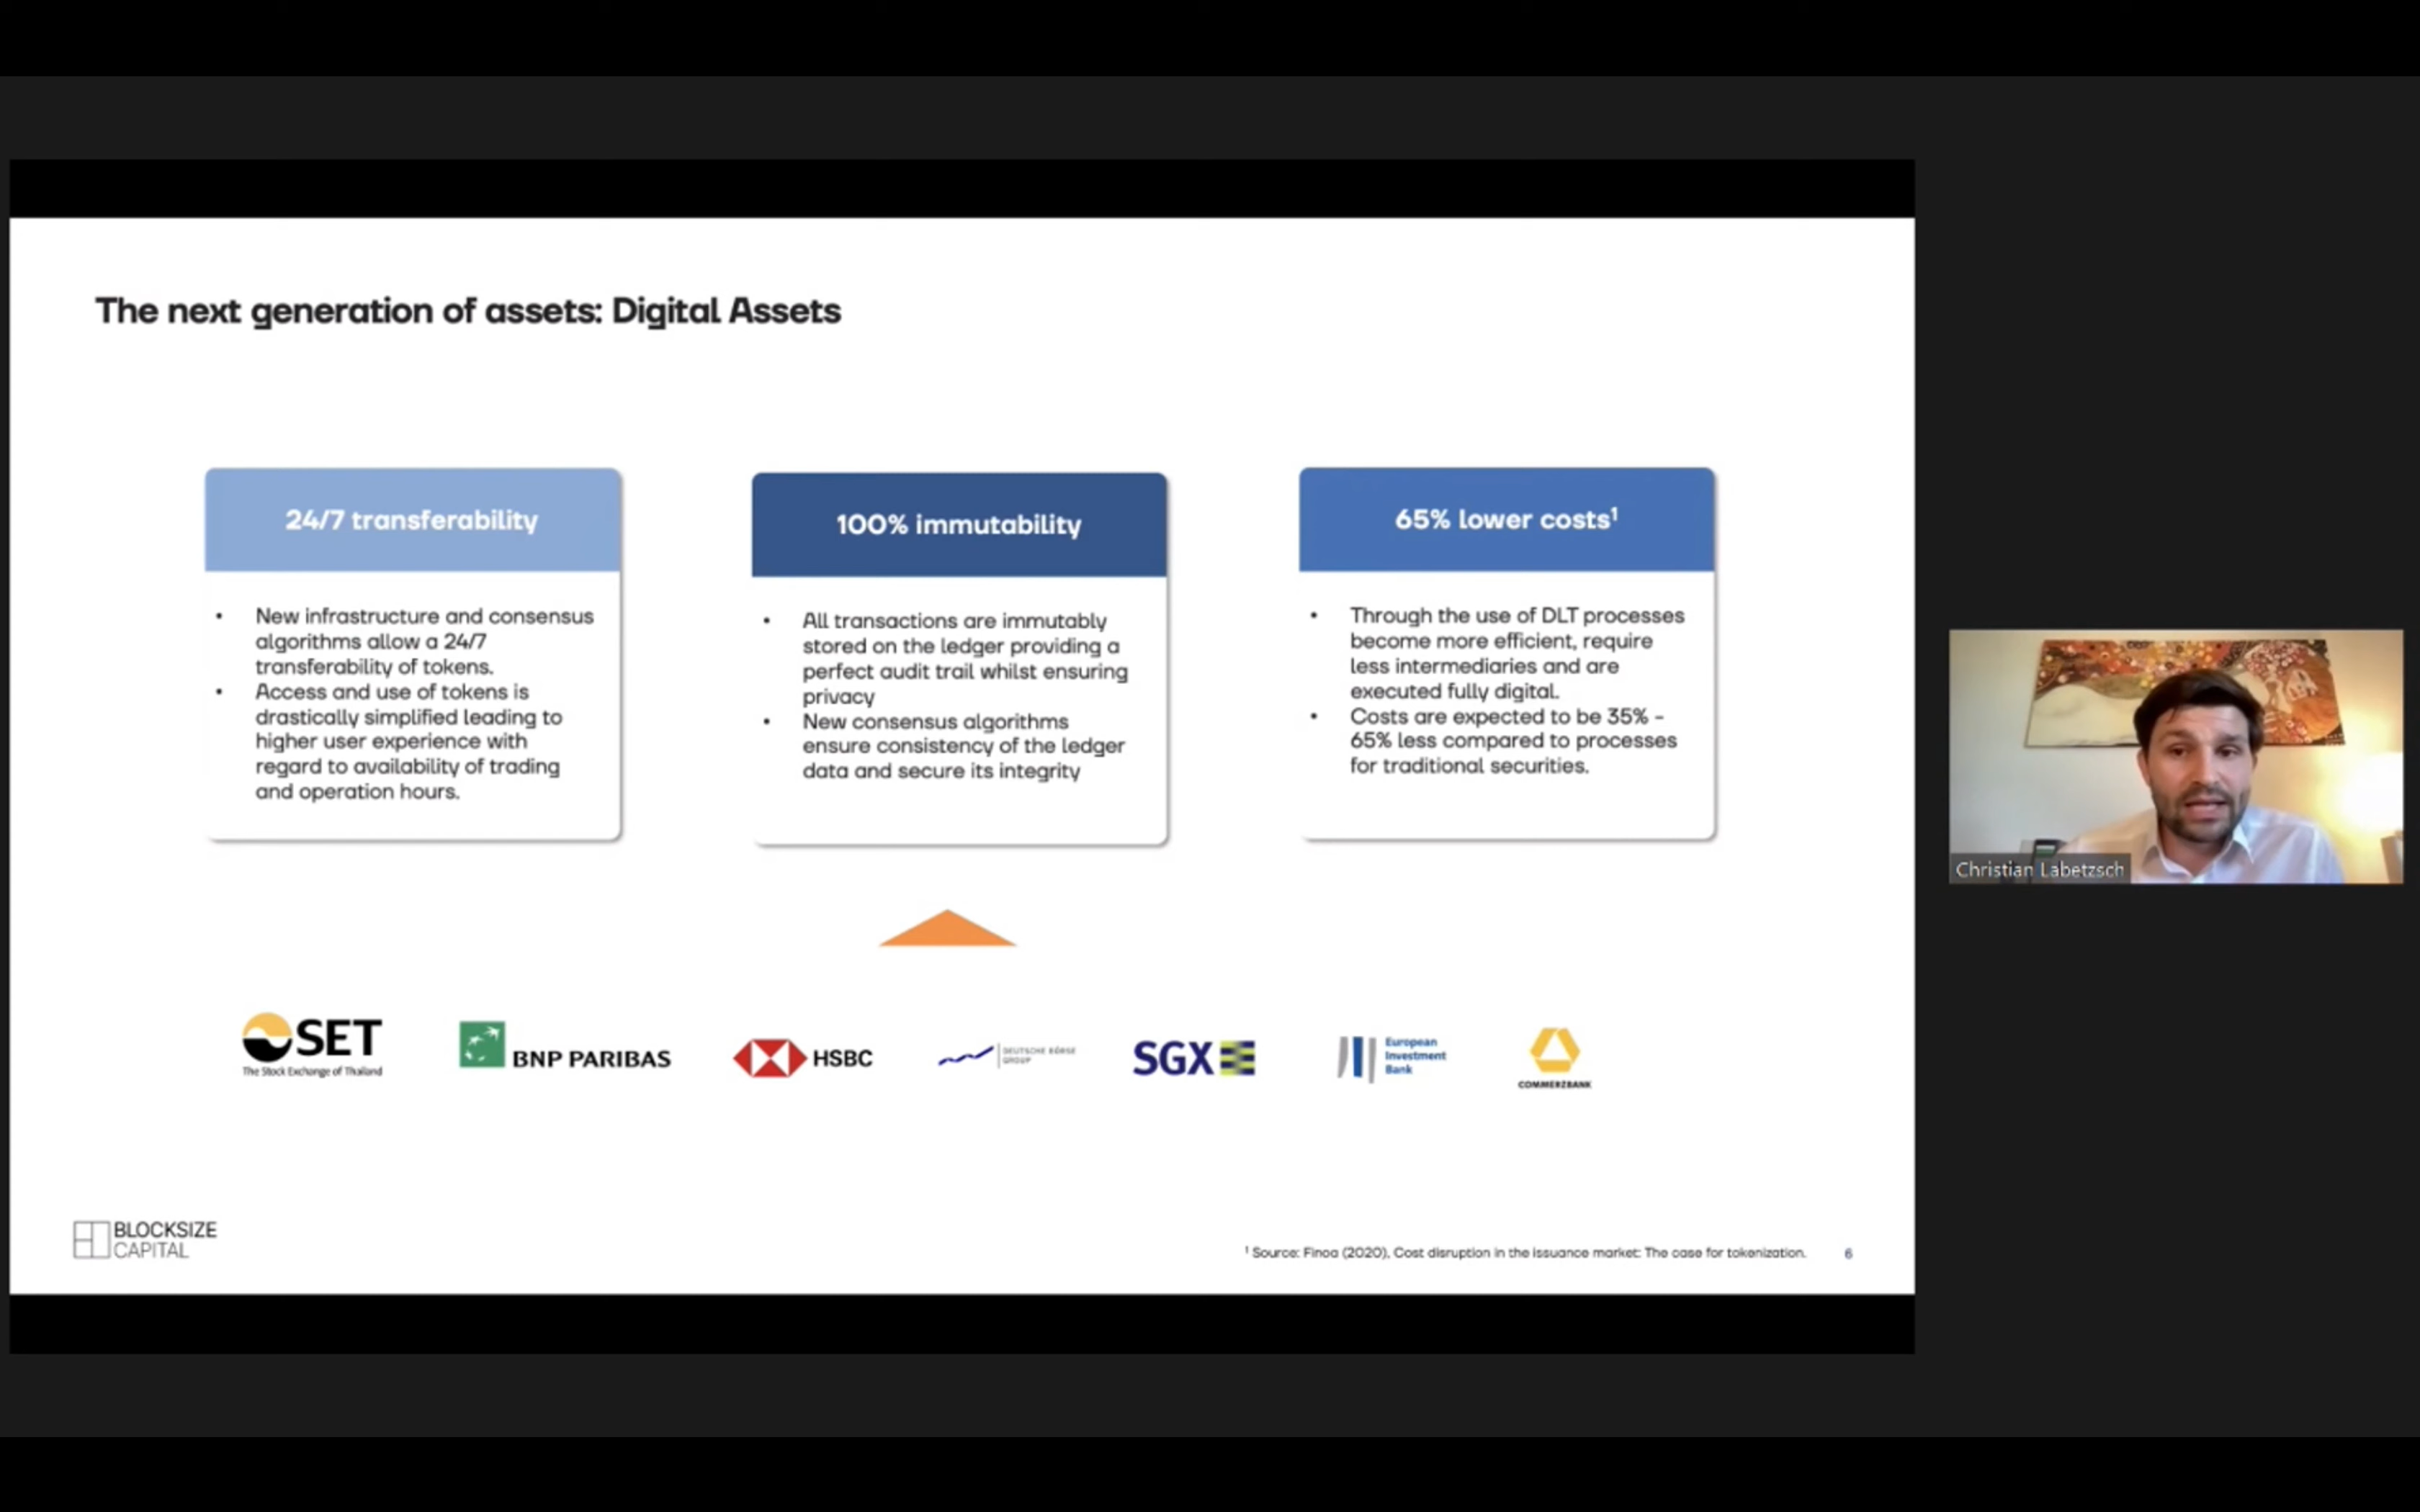 The next generation of assets: Digital Assets
24/7 transferability
• New infrastructure and consensus
algorithms allow a 24/7
transferability of tokens.
• Access and use of tokens is
drastically simplified leading to
higher user experience with
regard to availability of trading
and operation hours.
100% immutability
• All transactions are immutably
stored on the ledger providing a
perfect audit trail whilst ensuring
privacy
• New consensus algorithms
ensure consistency of the ledger
data and secure its integrity
65% lower costs¹
• Through the use of DLT processes
become more efficient, require
less intermediaries and are
executed fully digital.
• Costs are expected to be 35% -
65% less compared to processes
for traditional securities.
SET
The Stock Exchange of Thailand
BNP PARIBAS
HSBC
DEUTSCHE BÖRSE
GROUP
SGX
European
Investment
Bank
COMMERZBANK
BLOCKSIZE
CAPITAL
¹ Source: Finoa (2020), Cost disruption in the issuance market: The case for tokenization.
6
Christian Labetzsch